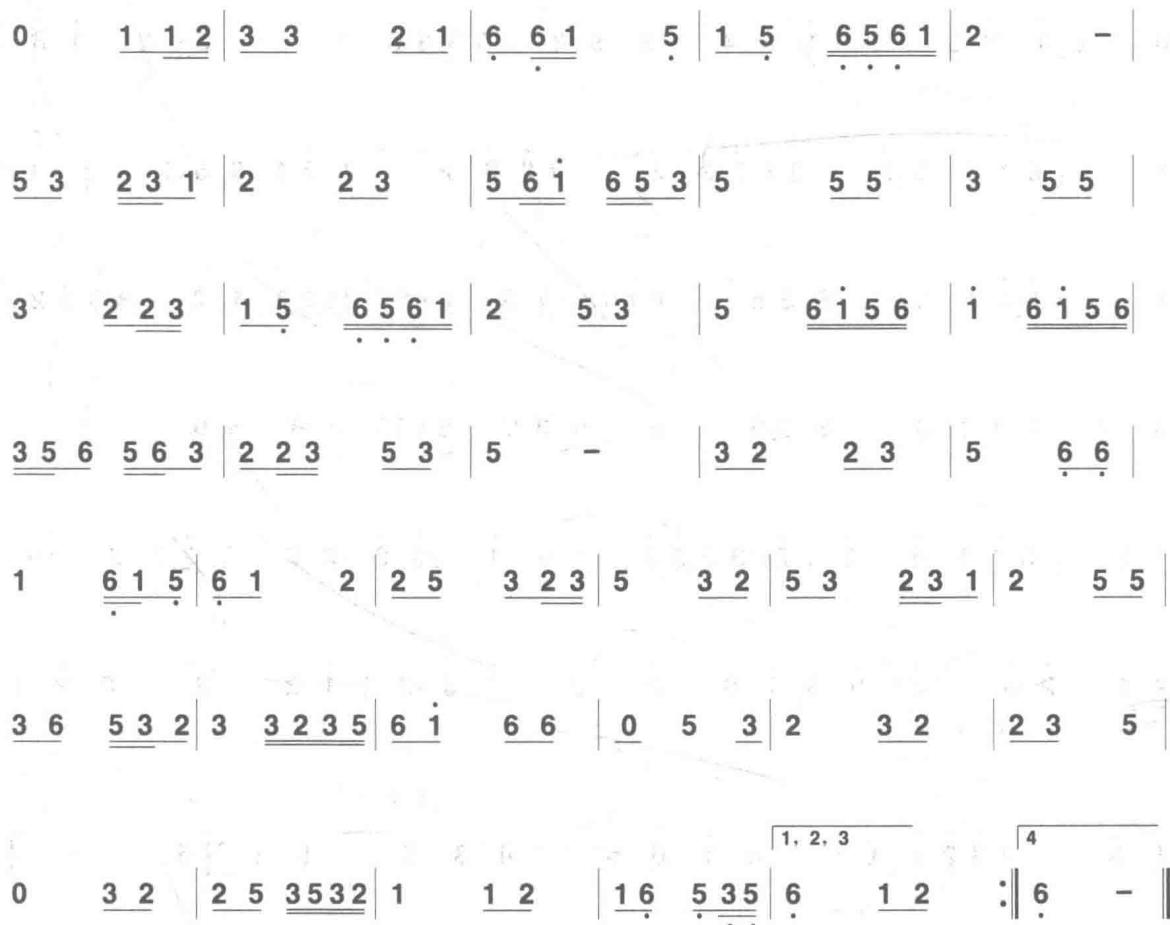 0 1 1 2 | 3 3 2 1 | 6̣ 6̣ 1 5̣ | 1 5̣ 6̣ 5̣ 6̣ 1 | 2 – |
5 3 2 3 1 | 2 2 3 | 5 6 1̇ 6 5 3 | 5 5 5 | 3 5 5 |
3 2 2 3 | 1 5̣ 6̣ 5̣ 6̣ 1 | 2 5 3 | 5 6 1̇ 5 6 | 1̇ 6 1̇ 5 6 |
3 5 6 5 6 3 | 2 2 3 5 3 | 5 – | 3 2 2 3 | 5 6̣ 6̣ |
1 6̣ 1 5̣ | 6̣ 1 2 | 2 5 3 2 3 | 5 3 2 | 5 3 2 3 1 | 2 5 5 |
3 6 5 3 2 | 3 3 2 3 5 | 6 1̇ 6 6 | 0 5 3 | 2 3 2 | 2 3 5 |
1, 2, 3 4
0 3 2 | 2 5 3 5 3 2 | 1 1 2 | 1 6̣ 5̣ 3̣ 5̣ | 6̣ 1 2 :‖ 6̣ – ‖